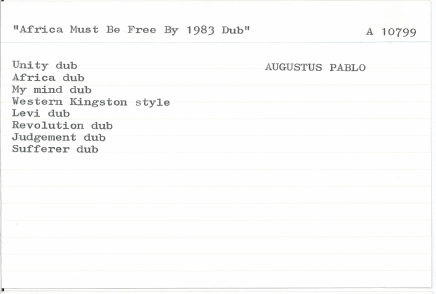 "Africa Must Be Free By 1983 Dub" A 10799
Unity dub AUGUSTUS PABLO
Africa dub
My mind dub
Western Kingston style
Levi dub
Revolution dub
Judgement dub
Sufferer dub